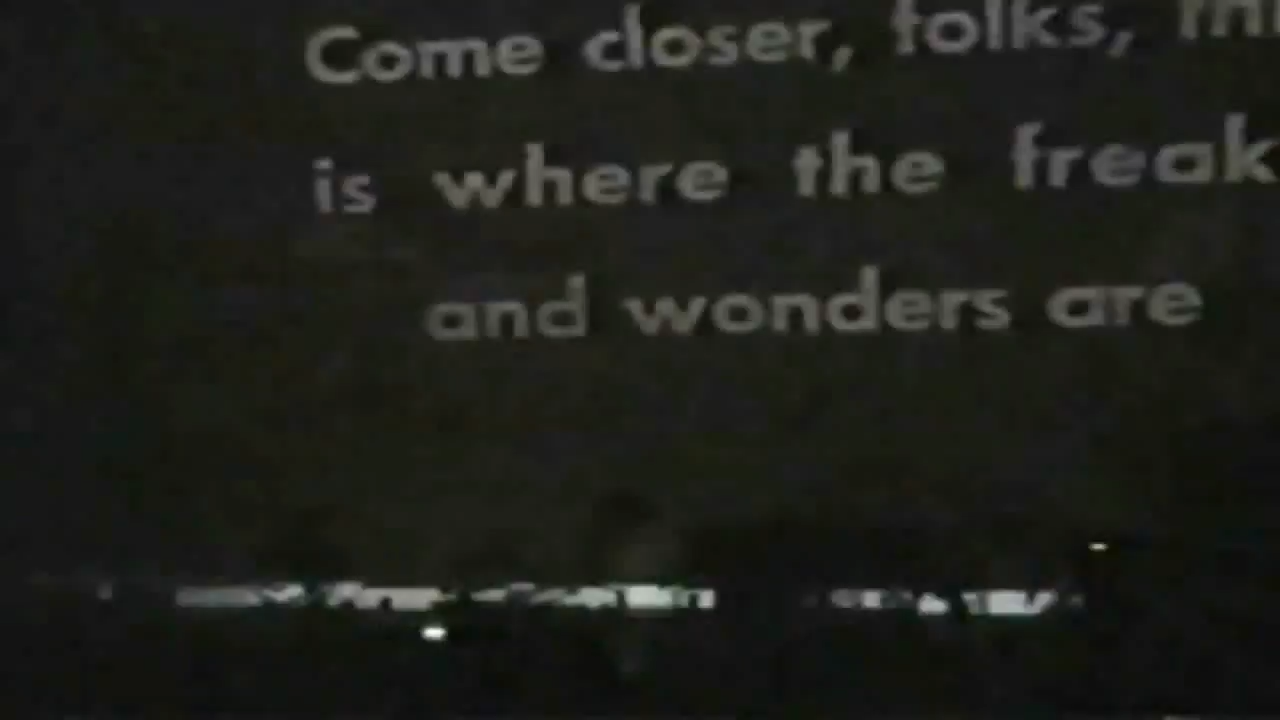 Come closer, folks,
is where the freak
and wonders are